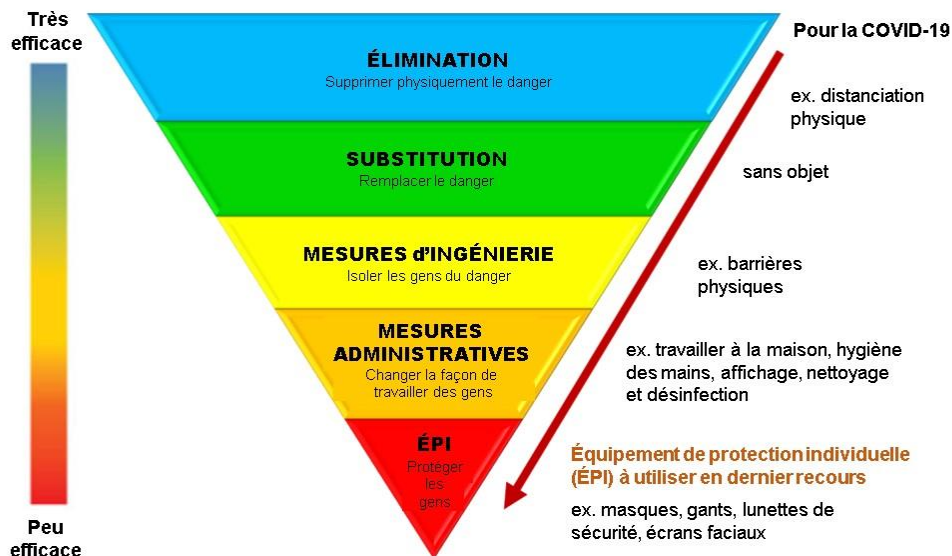 Très
efficace
Pour la COVID-19
ÉLIMINATION
Supprimer physiquement le danger
ex. distanciation
physique
SUBSTITUTION
Remplacer le danger
sans objet
MESURES d'INGÉNIERIE
Isoler les gens du danger
ex. barrières
physiques
MESURES
ADMINISTRATIVES
Changer la façon de
travailler des gens
ex. travailler à la maison, hygiène
des mains, affichage, nettoyage
et désinfection
ÉPI
Protéger
les
gens
Équipement de protection individuelle
(ÉPI) à utiliser en dernier recours
ex. masques, gants, lunettes de
sécurité, écrans faciaux
Peu
efficace